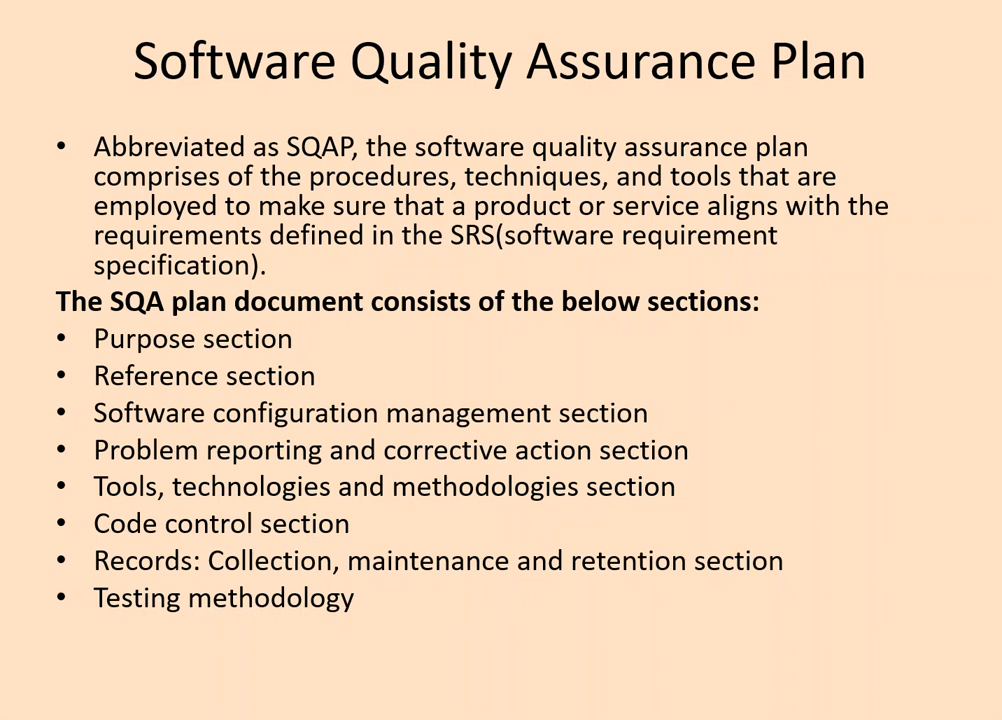 Software Quality Assurance Plan
• Abbreviated as SQAP, the software quality assurance plan
comprises of the procedures, techniques, and tools that are
employed to make sure that a product or service aligns with the
requirements defined in the SRS(software requirement
specification).
The SQA plan document consists of the below sections:
• Purpose section
• Reference section
• Software configuration management section
• Problem reporting and corrective action section
• Tools, technologies and methodologies section
• Code control section
• Records: Collection, maintenance and retention section
• Testing methodology